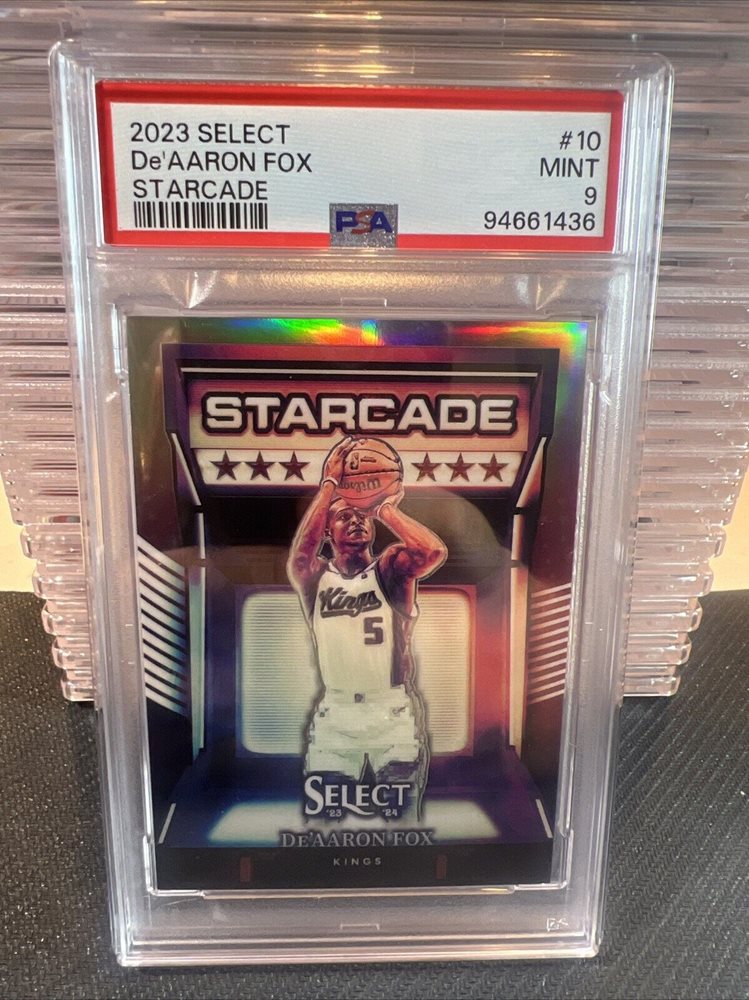 2023 SELECT #10
De'AARON FOX MINT
STARCADE 9
PSA 94661436
STARCADE
Kings
5
SELECT
'23 '24
DE'AARON FOX
KINGS